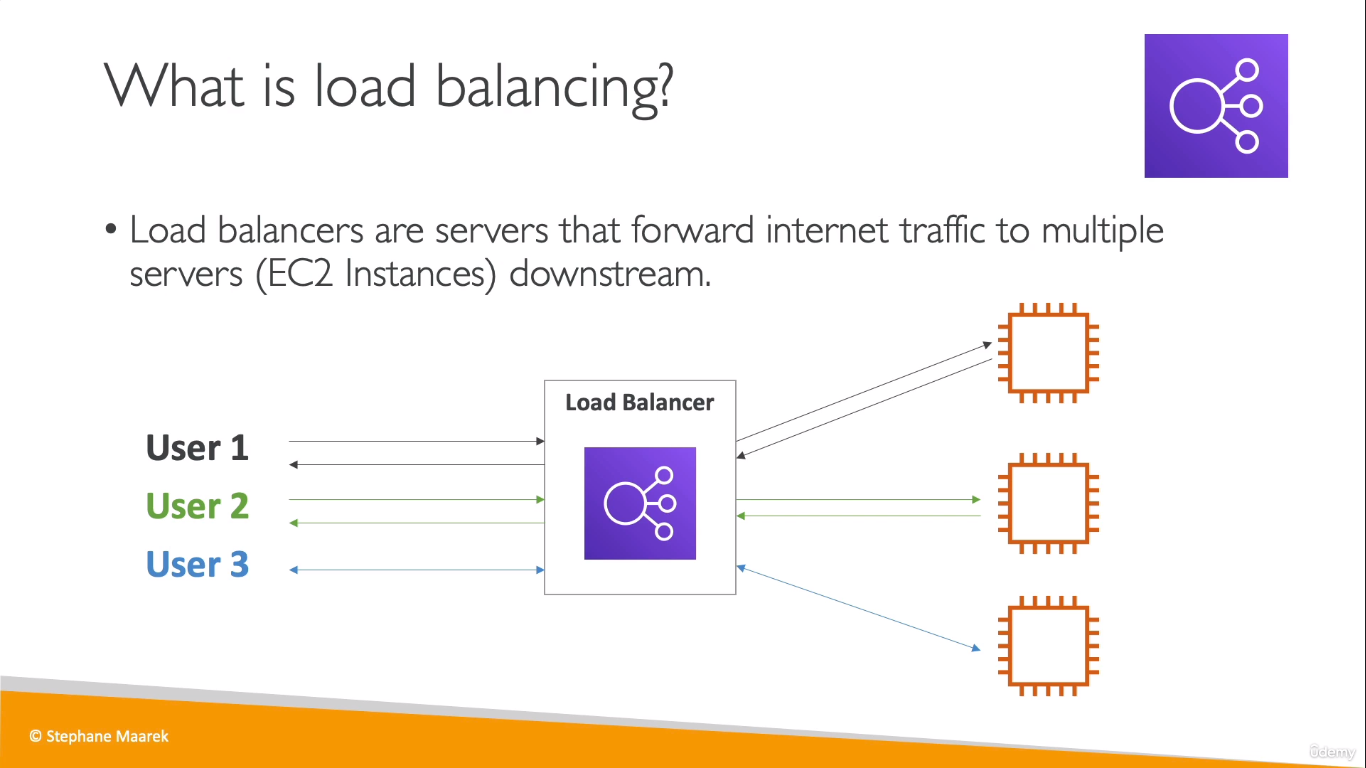 What is load balancing?
• Load balancers are servers that forward internet traffic to multiple
servers (EC2 Instances) downstream.
Load Balancer
User 1
User 2
User 3
© Stephane Maarek
ûdemy